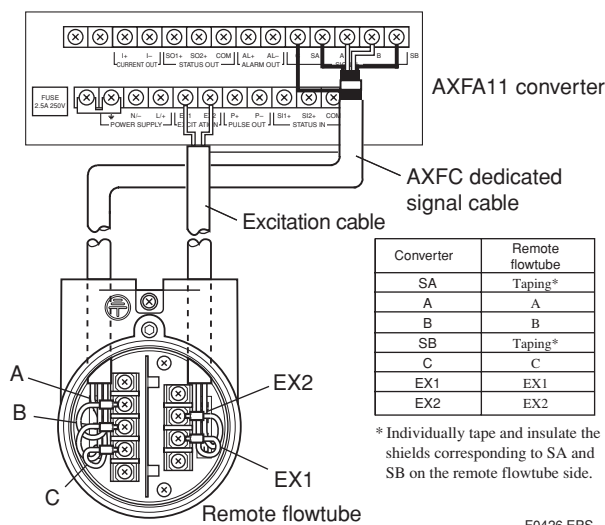 I+ I– SO1+ SO2+ COM AL+ AL– SA A B SB
CURRENT OUT STATUS OUT ALARM OUT
AXFA11 converter
FUSE
2.5A 250V
N/– L/+ EX1 EX2 P+ P– SI1+ SI2+ COM
POWER SUPPLY EXCITATION PULSE OUT STATUS IN
AXFC dedicated
signal cable
Excitation cable
Converter Remote
flowtube
SA Taping*
A A
B B
SB Taping*
C C
EX1 EX1
EX2 EX2
* Individually tape and insulate the
shields corresponding to SA and
SB on the remote flowtube side.
A
B
C
EX2
EX1
Remote flowtube
F0426.EPS